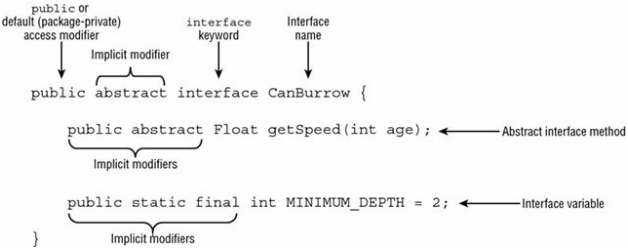 public or
default (package-private)
access modifier
interface
keyword
Interface
name
Implicit modifier
public abstract interface CanBurrow {
public abstract Float getSpeed(int age);
Abstract interface method
Implicit modifiers
public static final int MINIMUM_DEPTH = 2;
Interface variable
Implicit modifiers
}